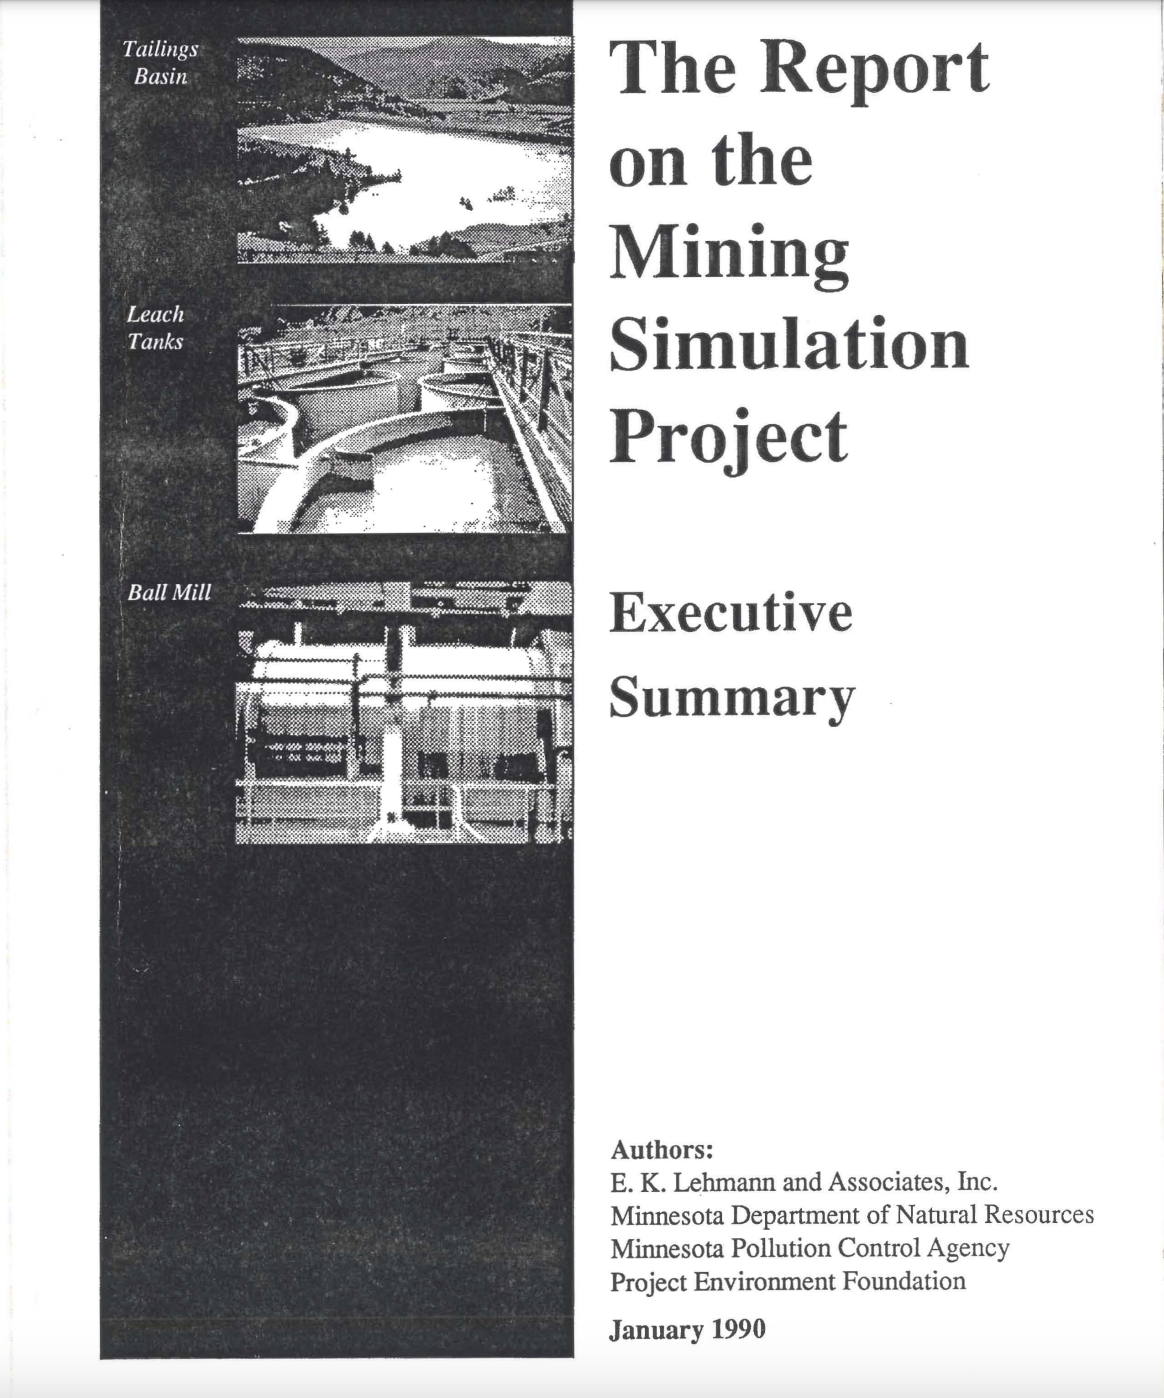 Tailings
Basin
Leach
Tanks
Ball Mill
The Report
on the
Mining
Simulation
Project
Executive
Summary
Authors:
E. K. Lehmann and Associates, Inc.
Minnesota Department of Natural Resources
Minnesota Pollution Control Agency
Project Environment Foundation
January 1990